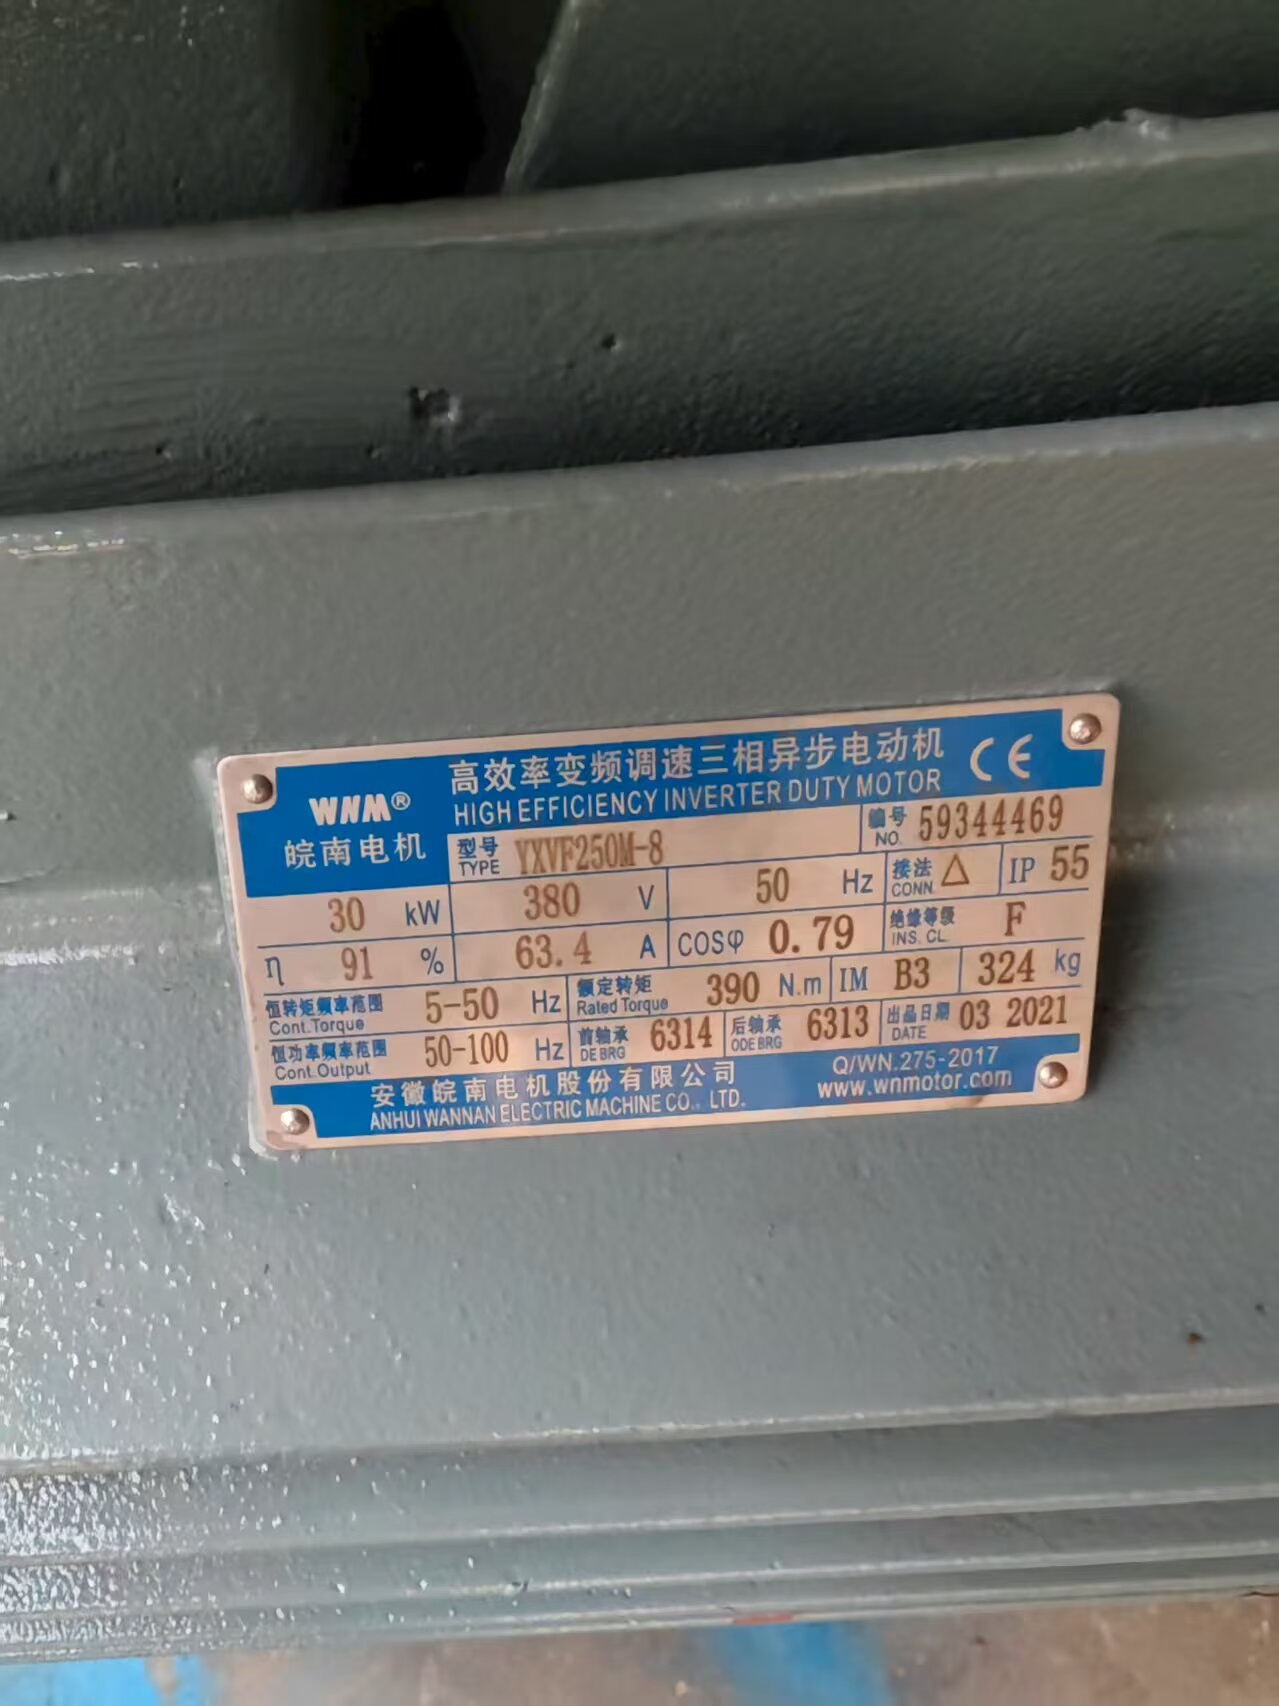 WNM®
皖南电机
高效率变频调速三相异步电动机
HIGH EFFICIENCY INVERTER DUTY MOTOR
CE
型号 TYPE YXVF250M-8
编号 NO. 59344469
30 kW
380 V
50 Hz
接法 CONN. △
IP 55
η 91 %
63.4 A
COSφ 0.79
绝缘等级 INS. CL. F
恒转矩频率范围 Cont.Torque 5-50 Hz
额定转矩 Rated Torque 390 N.m
IM B3
324 kg
恒功率频率范围 Cont.Output 50-100 Hz
前轴承 DE BRG 6314
后轴承 ODE BRG 6313
出品日期 DATE 03 2021
安徽皖南电机股份有限公司
ANHUI WANNAN ELECTRIC MACHINE CO., LTD.
Q/WN.275-2017
www.wnmotor.com